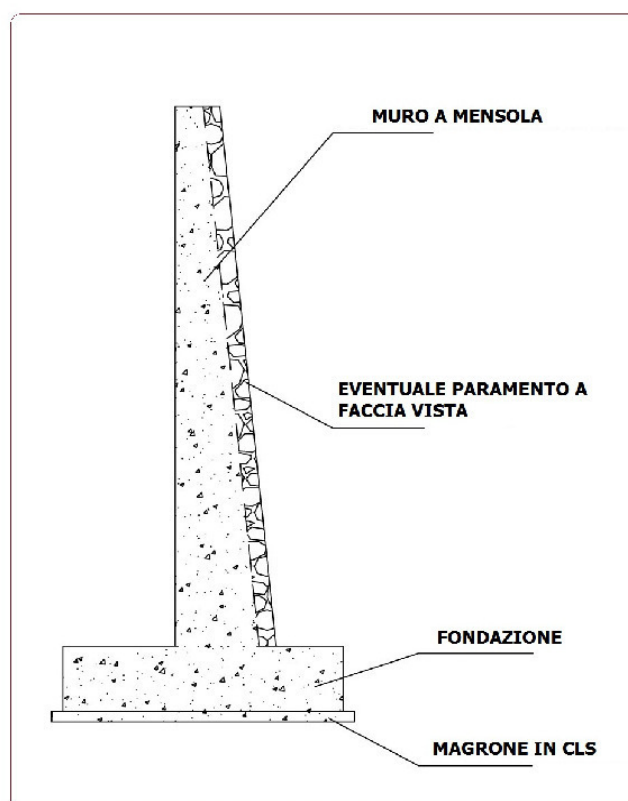 MURO A MENSOLA
EVENTUALE PARAMENTO A
FACCIA VISTA
FONDAZIONE
MAGRONE IN CLS